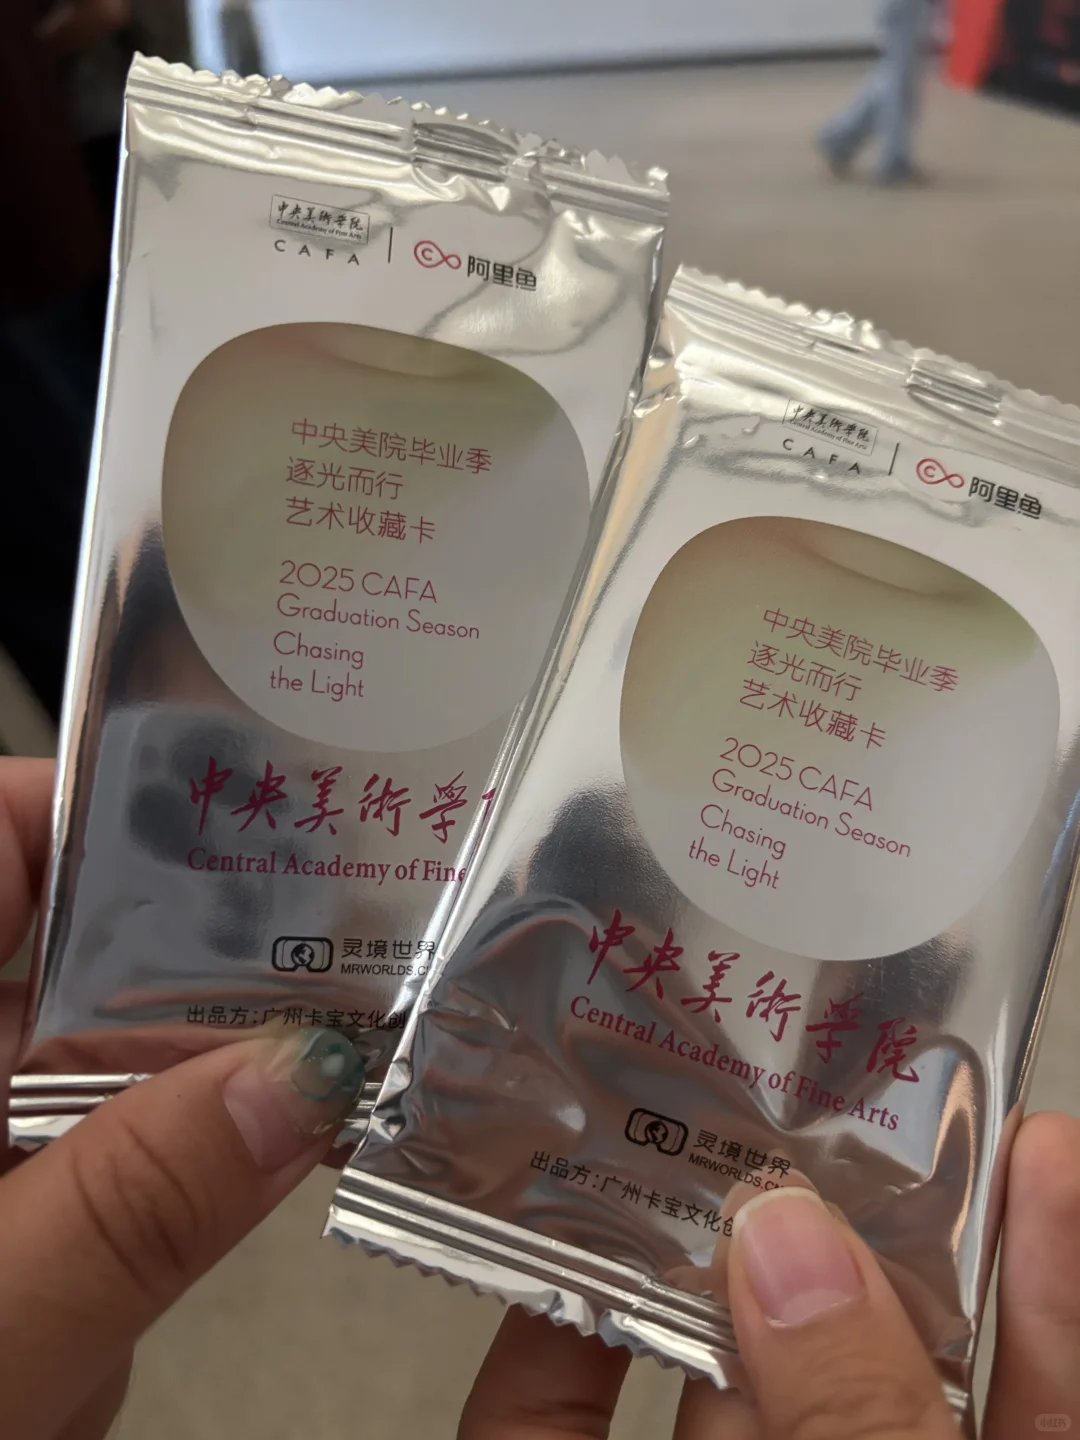 中央美術學院
Central Academy of Fine Arts
CAFA
阿里鱼
中央美院毕业季
逐光而行
艺术收藏卡
2025 CAFA
Graduation Season
Chasing
the Light
中央美術學
Central Academy of Fine
灵境世界
MRWORLDS.C
出品方:广州卡宝文化创
中央美術學院
Central Academy of Fine Arts
CAFA
阿里鱼
中央美院毕业季
逐光而行
艺术收藏卡
2025 CAFA
Graduation Season
Chasing
the Light
中央美術學院
Central Academy of Fine Arts
灵境世界
MRWORLDS.C
出品方:广州卡宝文化创
小红书